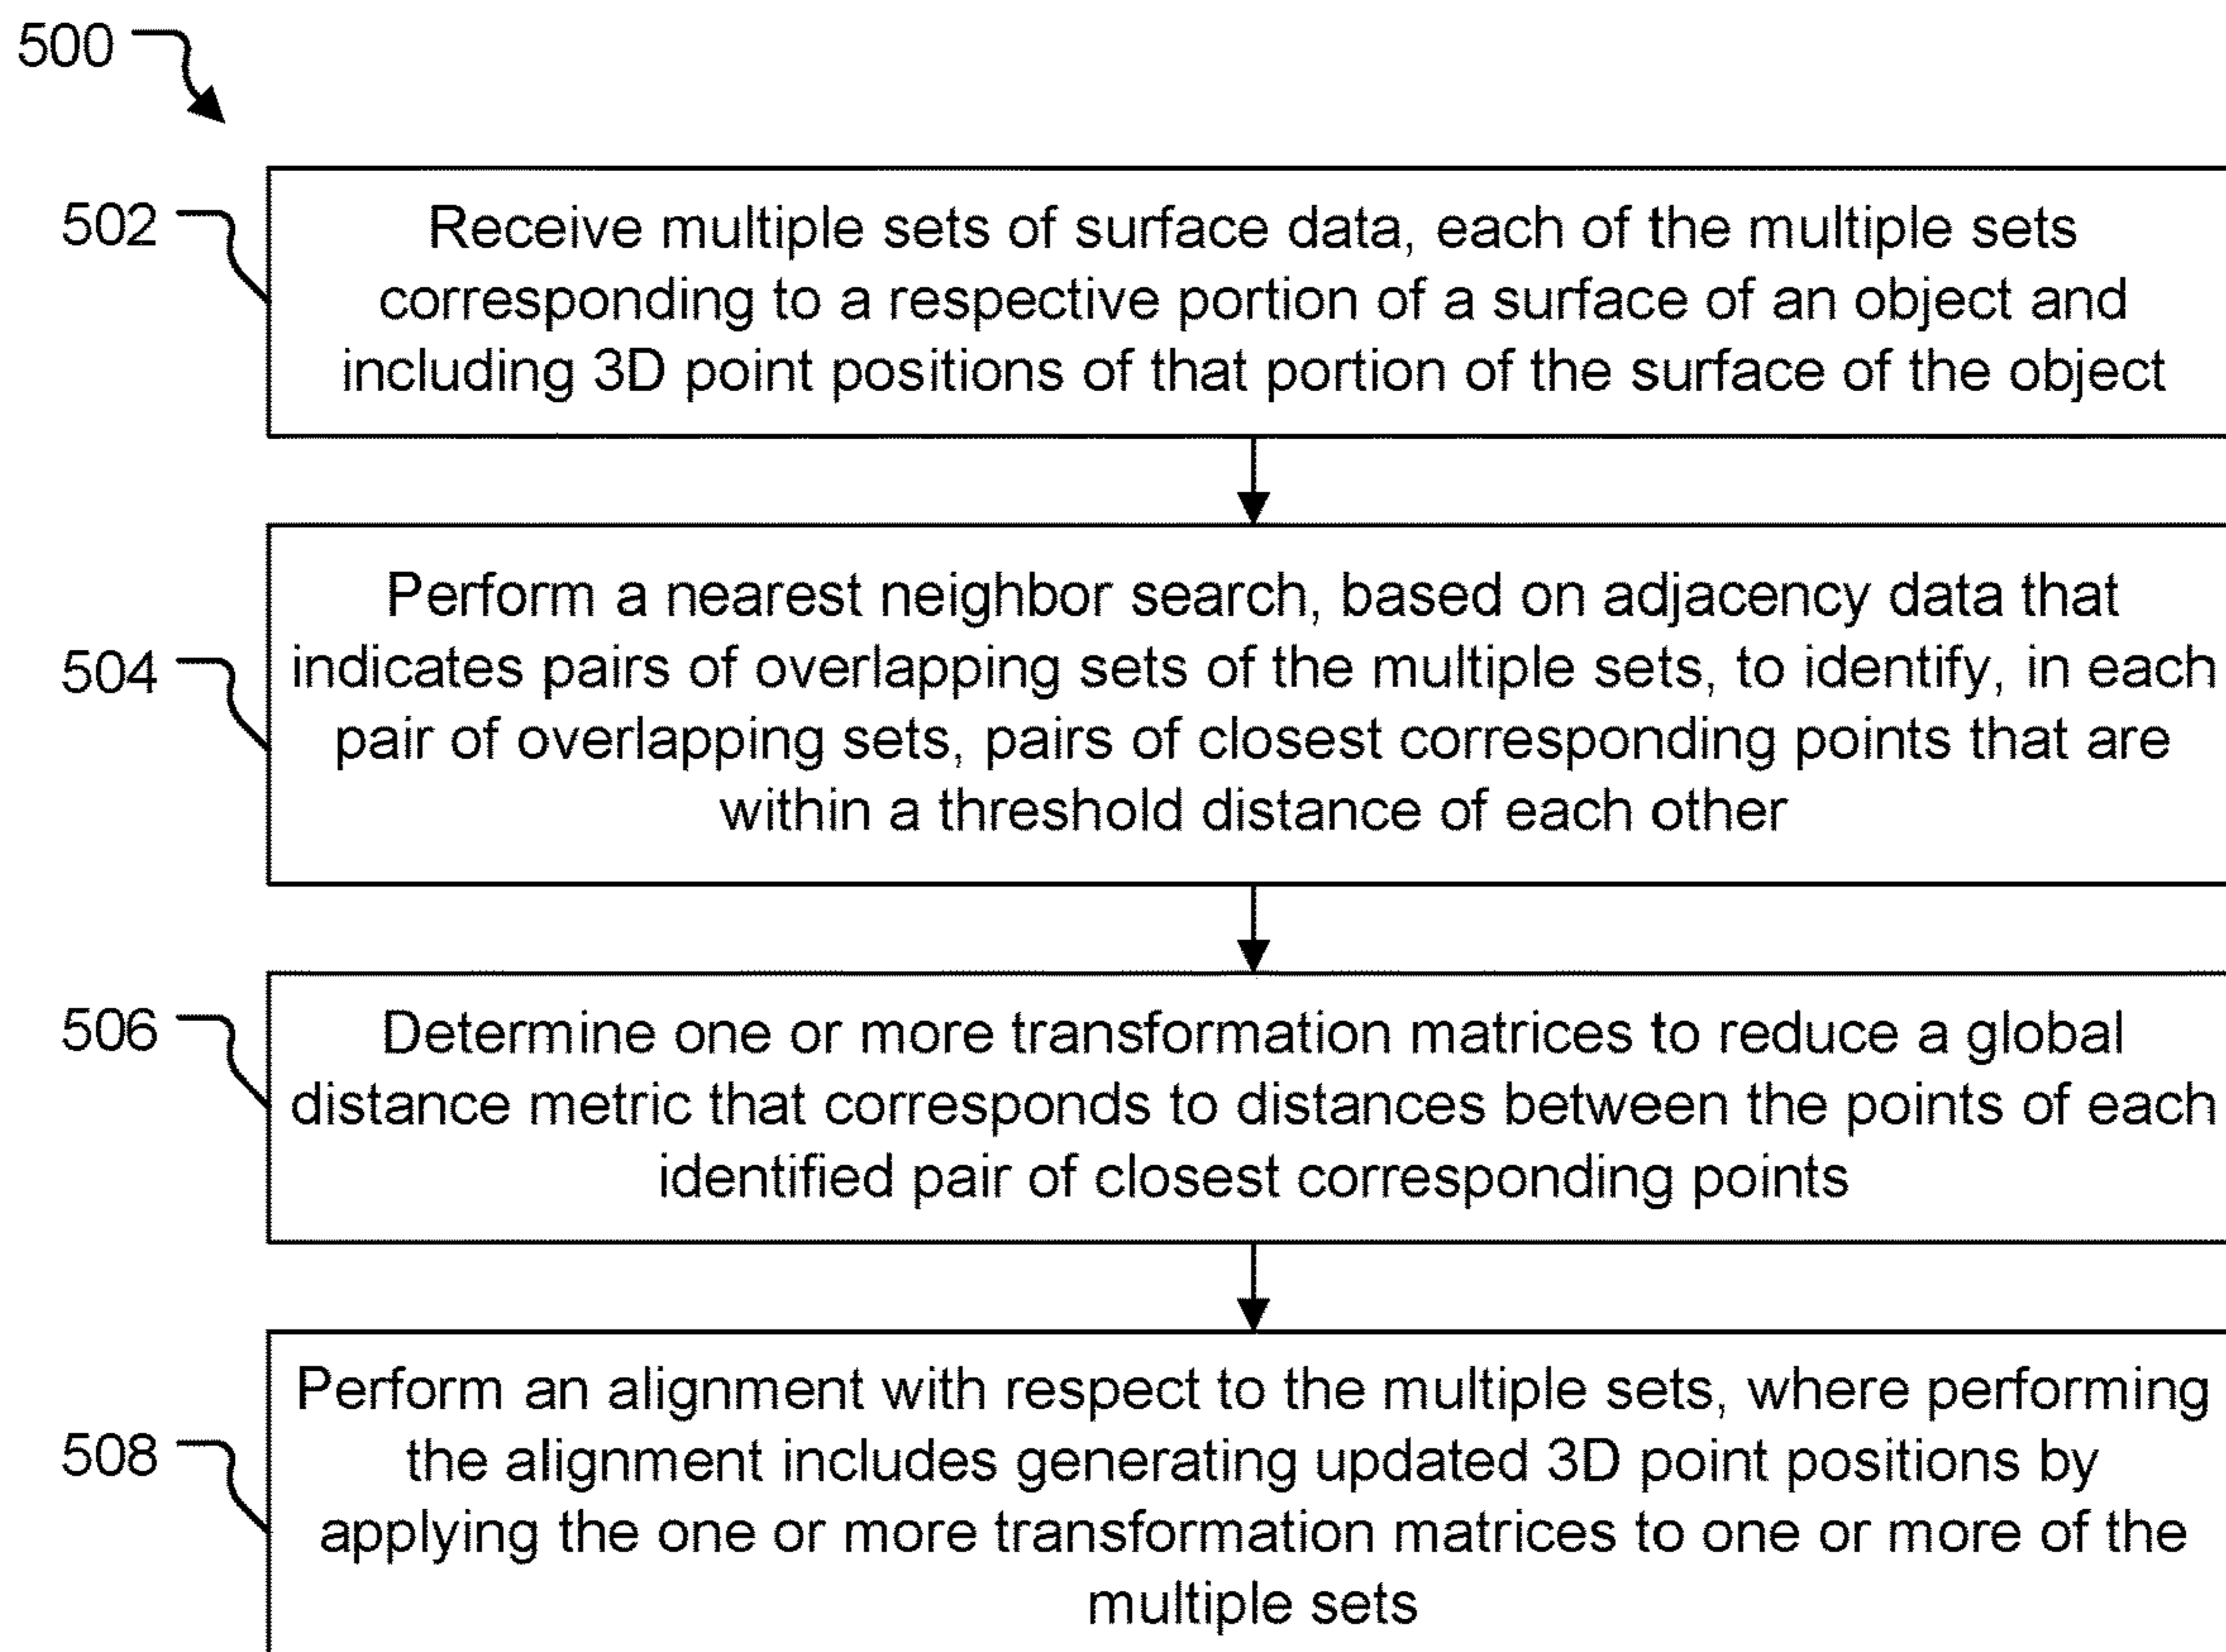 500
502
Receive multiple sets of surface data, each of the multiple sets
corresponding to a respective portion of a surface of an object and
including 3D point positions of that portion of the surface of the object
504
Perform a nearest neighbor search, based on adjacency data that
indicates pairs of overlapping sets of the multiple sets, to identify, in each
pair of overlapping sets, pairs of closest corresponding points that are
within a threshold distance of each other
506
Determine one or more transformation matrices to reduce a global
distance metric that corresponds to distances between the points of each
identified pair of closest corresponding points
508
Perform an alignment with respect to the multiple sets, where performing
the alignment includes generating updated 3D point positions by
applying the one or more transformation matrices to one or more of the
multiple sets